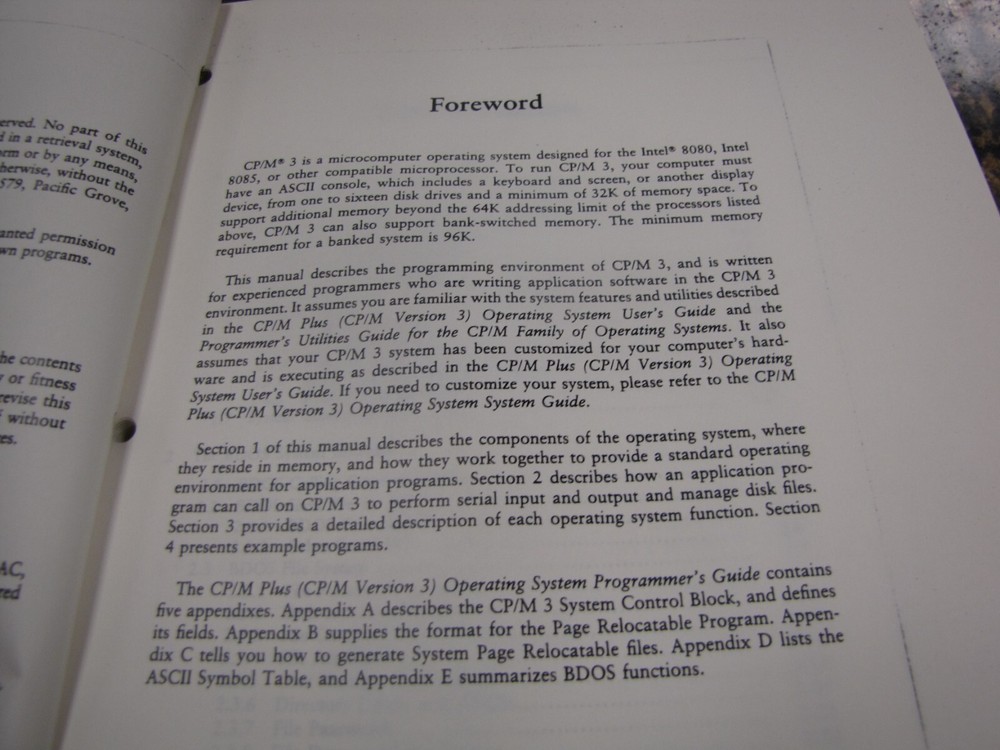 erved. No part of this
d in a retrieval system,
orm or by any means,
herwise, without the
579, Pacific Grove,
anted permission
wn programs.
he contents
or fitness
revise this
without
es.
AC,
red
Foreword
CP/M® 3 is a microcomputer operating system designed for the Intel® 8080, Intel
8085, or other compatible microprocessor. To run CP/M 3, your computer must
have an ASCII console, which includes a keyboard and screen, or another display
device, from one to sixteen disk drives and a minimum of 32K of memory space. To
support additional memory beyond the 64K addressing limit of the processors listed
above, CP/M 3 can also support bank-switched memory. The minimum memory
requirement for a banked system is 96K.
This manual describes the programming environment of CP/M 3, and is written
for experienced programmers who are writing application software in the CP/M 3
environment. It assumes you are familiar with the system features and utilities described
in the CP/M Plus (CP/M Version 3) Operating System User's Guide and the
Programmer's Utilities Guide for the CP/M Family of Operating Systems. It also
assumes that your CP/M 3 system has been customized for your computer's hard-
ware and is executing as described in the CP/M Plus (CP/M Version 3) Operating
System User's Guide. If you need to customize your system, please refer to the CP/M
Plus (CP/M Version 3) Operating System System Guide.
Section 1 of this manual describes the components of the operating system, where
they reside in memory, and how they work together to provide a standard operating
environment for application programs. Section 2 describes how an application pro-
gram can call on CP/M 3 to perform serial input and output and manage disk files.
Section 3 provides a detailed description of each operating system function. Section
4 presents example programs.
The CP/M Plus (CP/M Version 3) Operating System Programmer's Guide contains
five appendixes. Appendix A describes the CP/M 3 System Control Block, and defines
its fields. Appendix B supplies the format for the Page Relocatable Program. Appen-
dix C tells you how to generate System Page Relocatable files. Appendix D lists the
ASCII Symbol Table, and Appendix E summarizes BDOS functions.